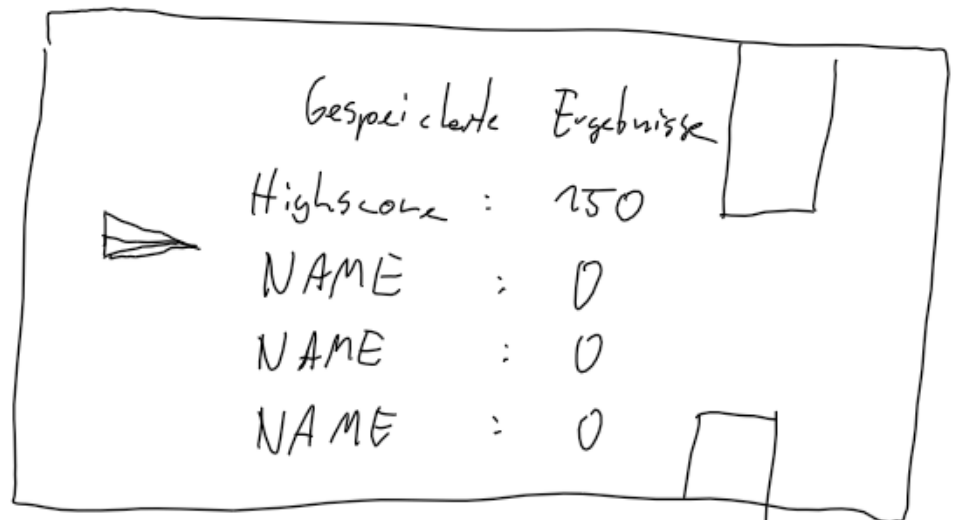 Gespeicherte Ergebnisse
Highscore : 150
NAME : 0
NAME : 0
NAME : 0